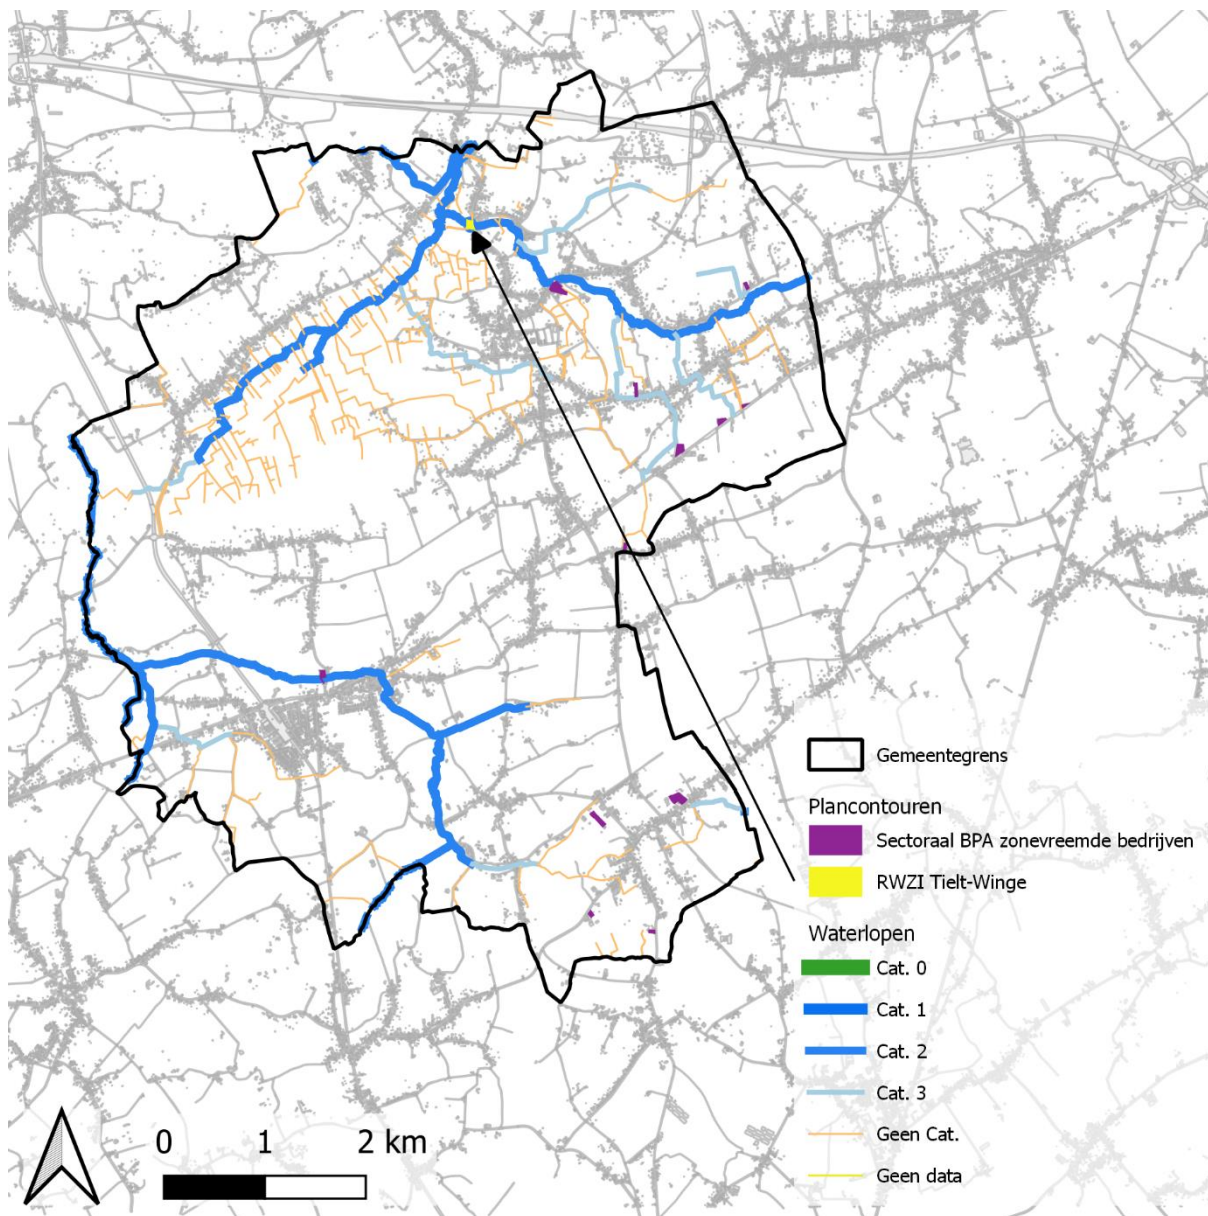 Gemeentegrens
Plancontouren
Sectoraal BPA zonevreemde bedrijven
RWZI Tielt-Winge
Waterlopen
Cat. 0
Cat. 1
Cat. 2
Cat. 3
Geen Cat.
Geen data
0 1 2 km